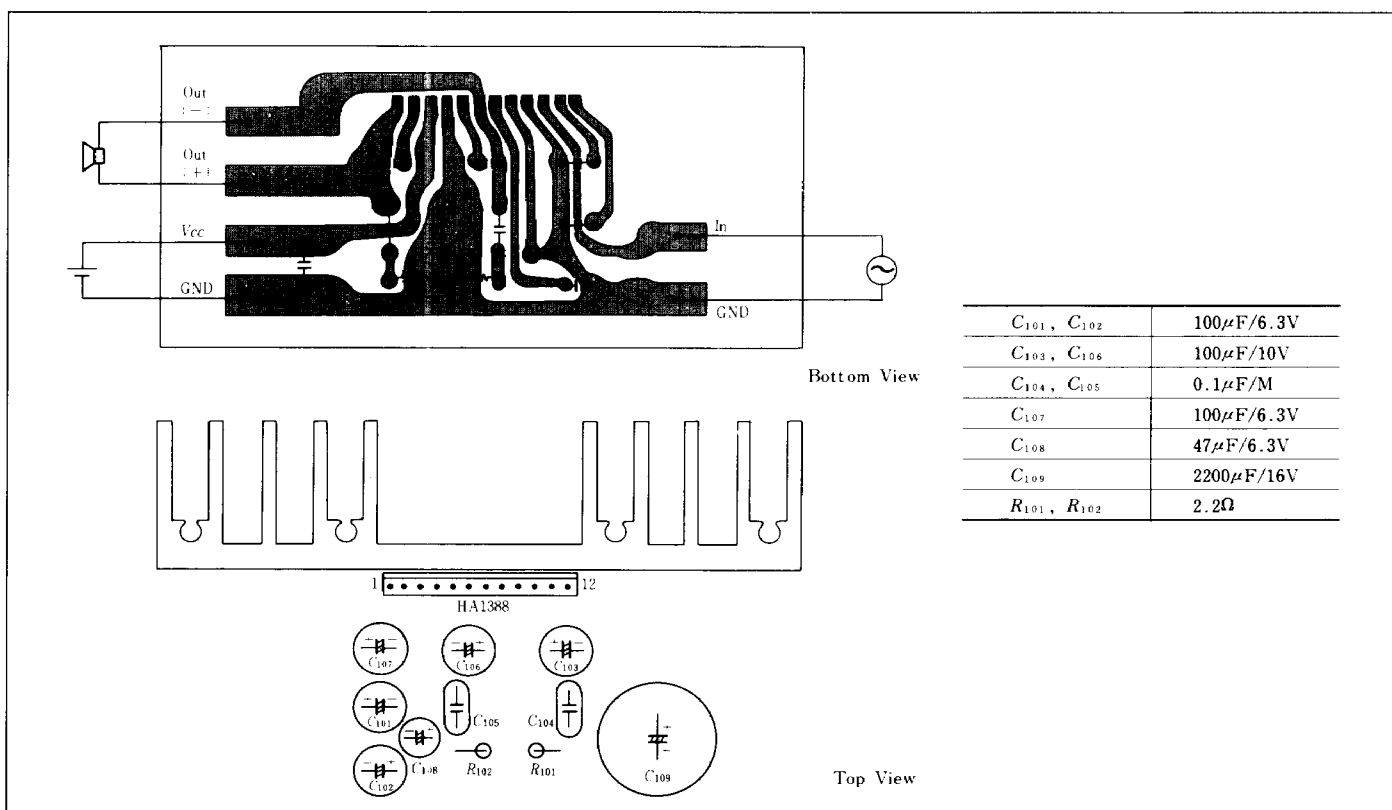 Out
(−)
Out
(+)
Vcc
GND
In
GND
Bottom View
C101, C102 100μF/6.3V
C103, C106 100μF/10V
C104, C105 0.1μF/M
C107 100μF/6.3V
C108 47μF/6.3V
C109 2200μF/16V
R101, R102 2.2Ω
1 12
HA1388
C107 C106 C103
C101 C105 C104
C108 R102 R101
C102 C109
Top View